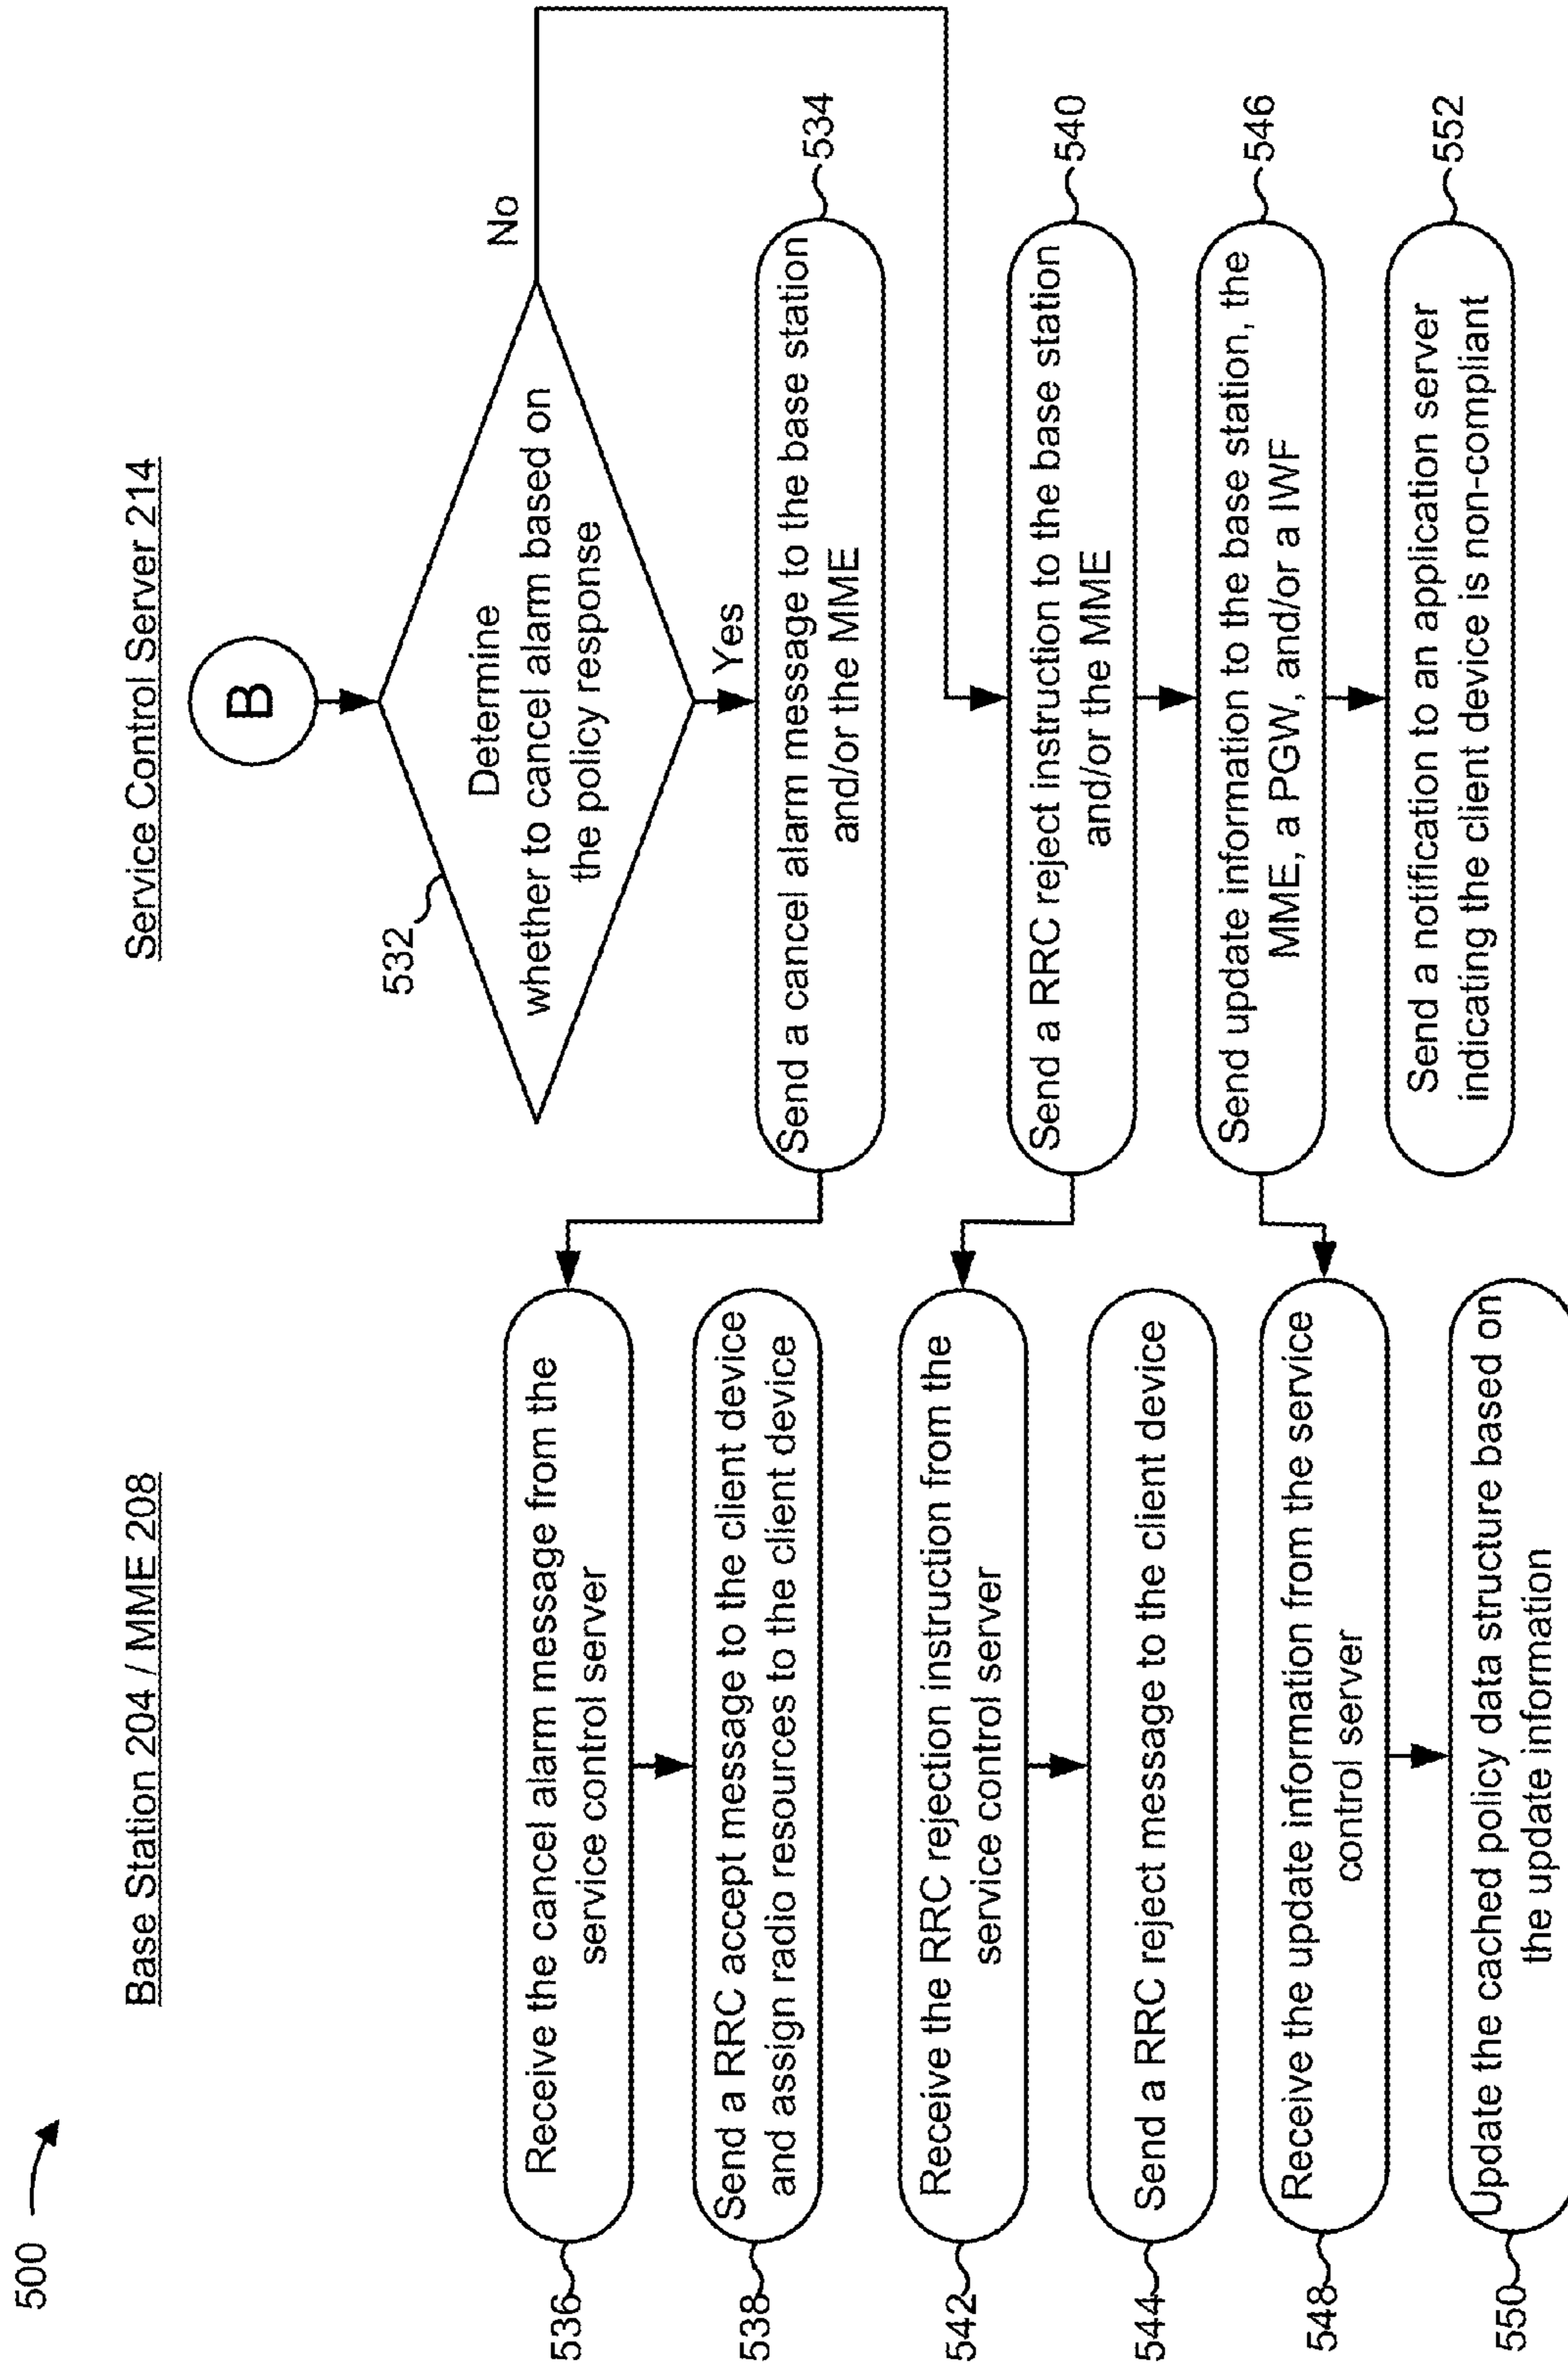 500
Base Station 204 / MME 208
Service Control Server 214
B
532
Determine
whether to cancel alarm based on
the policy response
No
Yes
Send a cancel alarm message to the base station
and/or the MME
534
536
Receive the cancel alarm message from the
service control server
538
Send a RRC accept message to the client device
and assign radio resources to the client device
Send a RRC reject instruction to the base station
and/or the MME
540
542
Receive the RRC rejection instruction from the
service control server
544
Send a RRC reject message to the client device
Send update information to the base station, the
MME, a PGW, and/or a IWF
546
548
Receive the update information from the service
control server
550
Update the cached policy data structure based on
the update information
Send a notification to an application server
indicating the client device is non-compliant
552